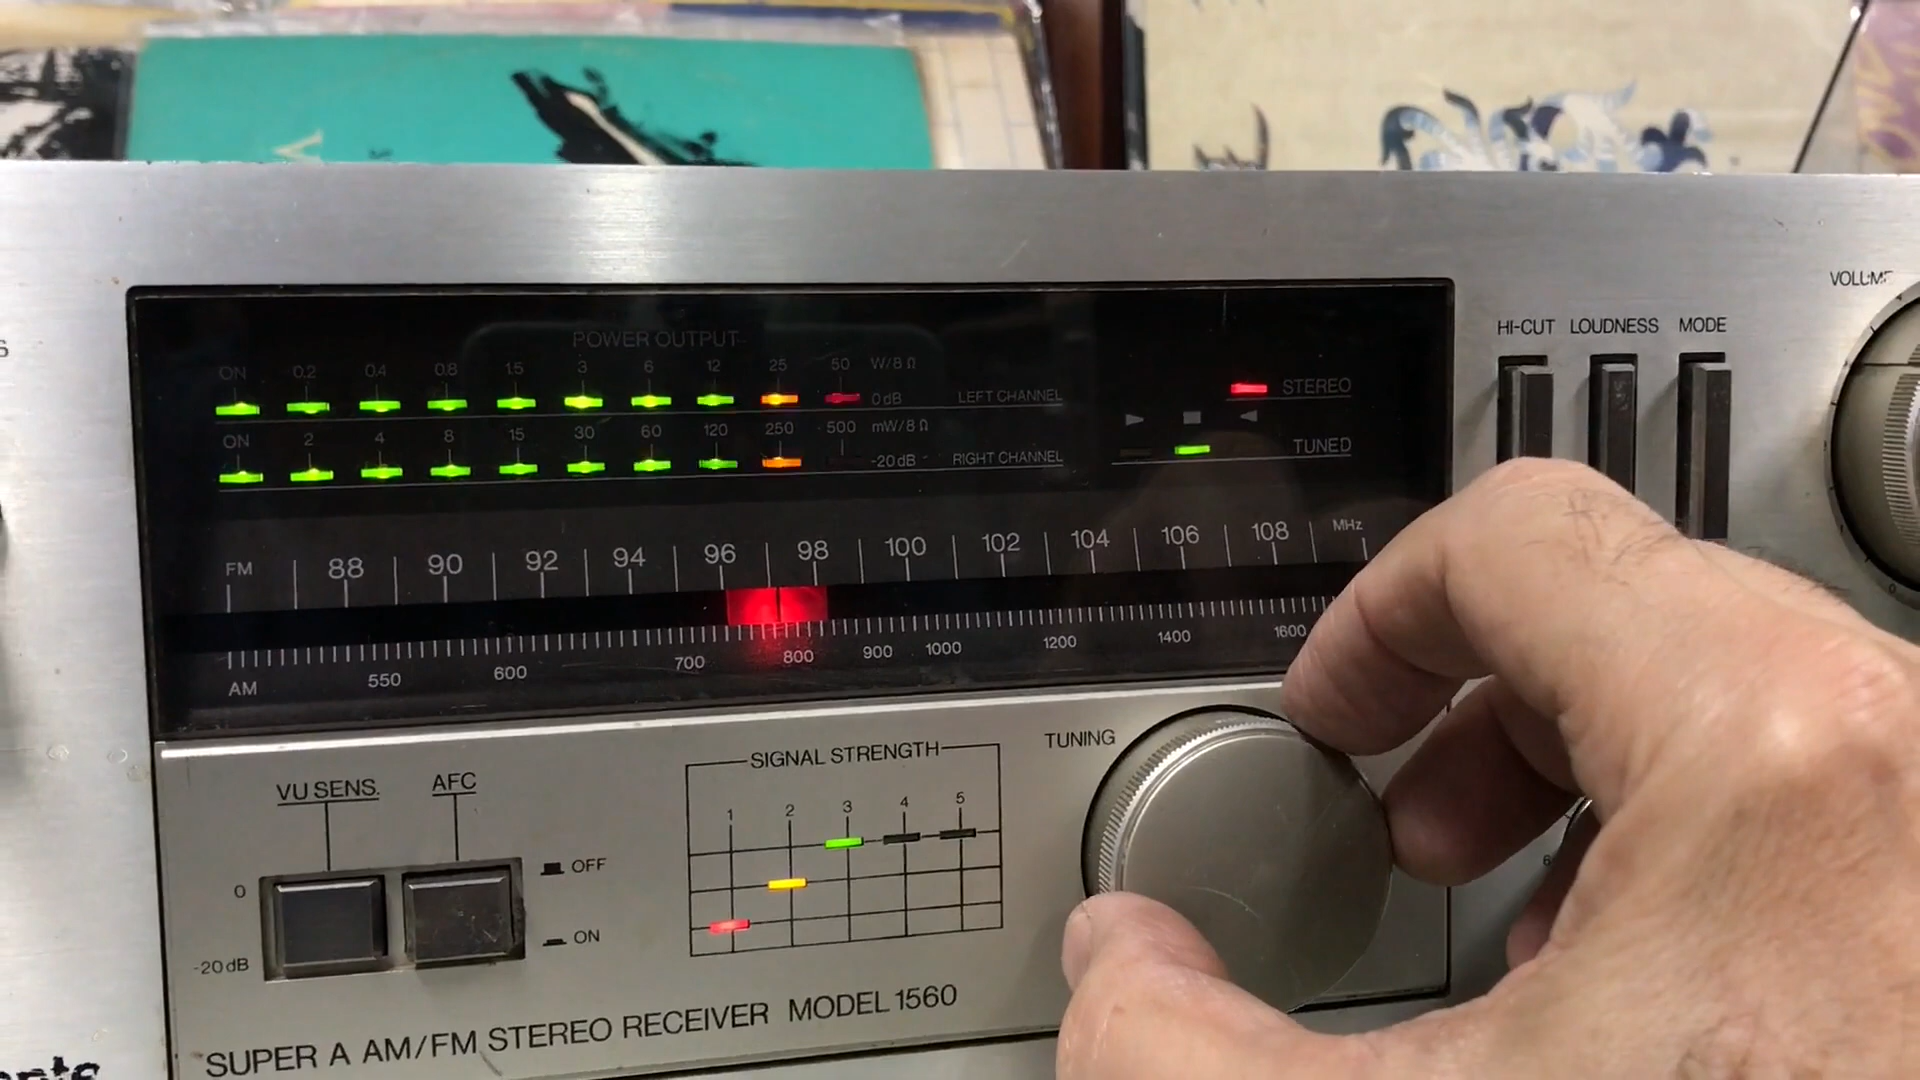 POWER OUTPUT
ON 0.2 0.4 0.8 1.5 3 6 12 25 50 W/8 Ω
0 dB LEFT CHANNEL
ON 2 4 8 15 30 60 120 250 500 mW/8 Ω
-20 dB RIGHT CHANNEL
STEREO
TUNED
HI-CUT LOUDNESS MODE
FM 88 90 92 94 96 98 100 102 104 106 108 MHz
AM 550 600 700 800 900 1000 1200 1400 1600
VU SENS. AFC
OFF
ON
0
-20 dB
SIGNAL STRENGTH
1 2 3 4 5
TUNING
SUPER A AM/FM STEREO RECEIVER MODEL 1560